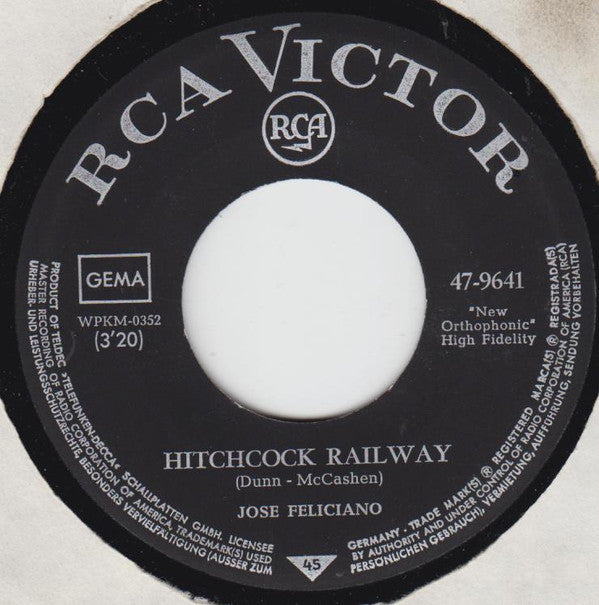 RCA VICTOR
RCA
GEMA
WPKM-0352
(3'20)
47-9641
"New
Orthophonic"
High Fidelity
HITCHCOCK RAILWAY
(Dunn - McCashen)
JOSE FELICIANO
45
PRODUCT OF TELDEC »TELEFUNKEN-DECCA« SCHALLPLATTEN GMBH, LICENSEE
MASTER RECORDING OF RADIO CORPORATION OF AMERICA, TRADEMARK(S) USED
URHEBER- UND LEISTUNGSSCHUTZRECHTE, BESONDERS VERVIELFÄLTIGUNG (AUSSER ZUM
GERMANY - TRADE MARK(S) ® REGISTERED MARCA(S) ® REGISTRADA(S)
BY AUTHORITY AND UNDER CONTROL OF RADIO CORPORATION OF AMERICA (RCA)
PERSÖNLICHEN GEBRAUCH), VERMIETUNG, AUFFÜHRUNG, SENDUNG VORBEHALTEN